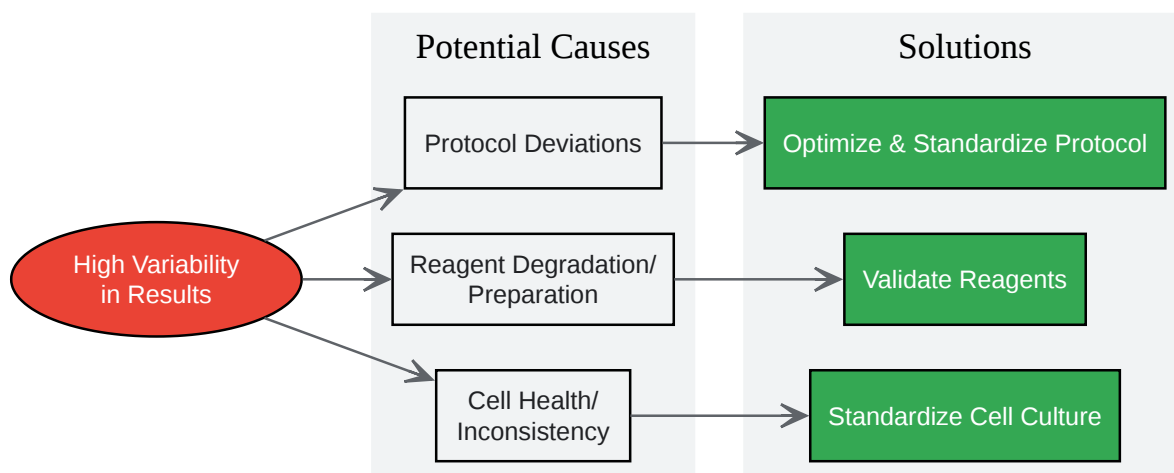 Potential Causes
Solutions
Protocol Deviations
Optimize & Standardize Protocol
High Variability
in Results
Reagent Degradation/
Preparation
Validate Reagents
Cell Health/
Inconsistency
Standardize Cell Culture